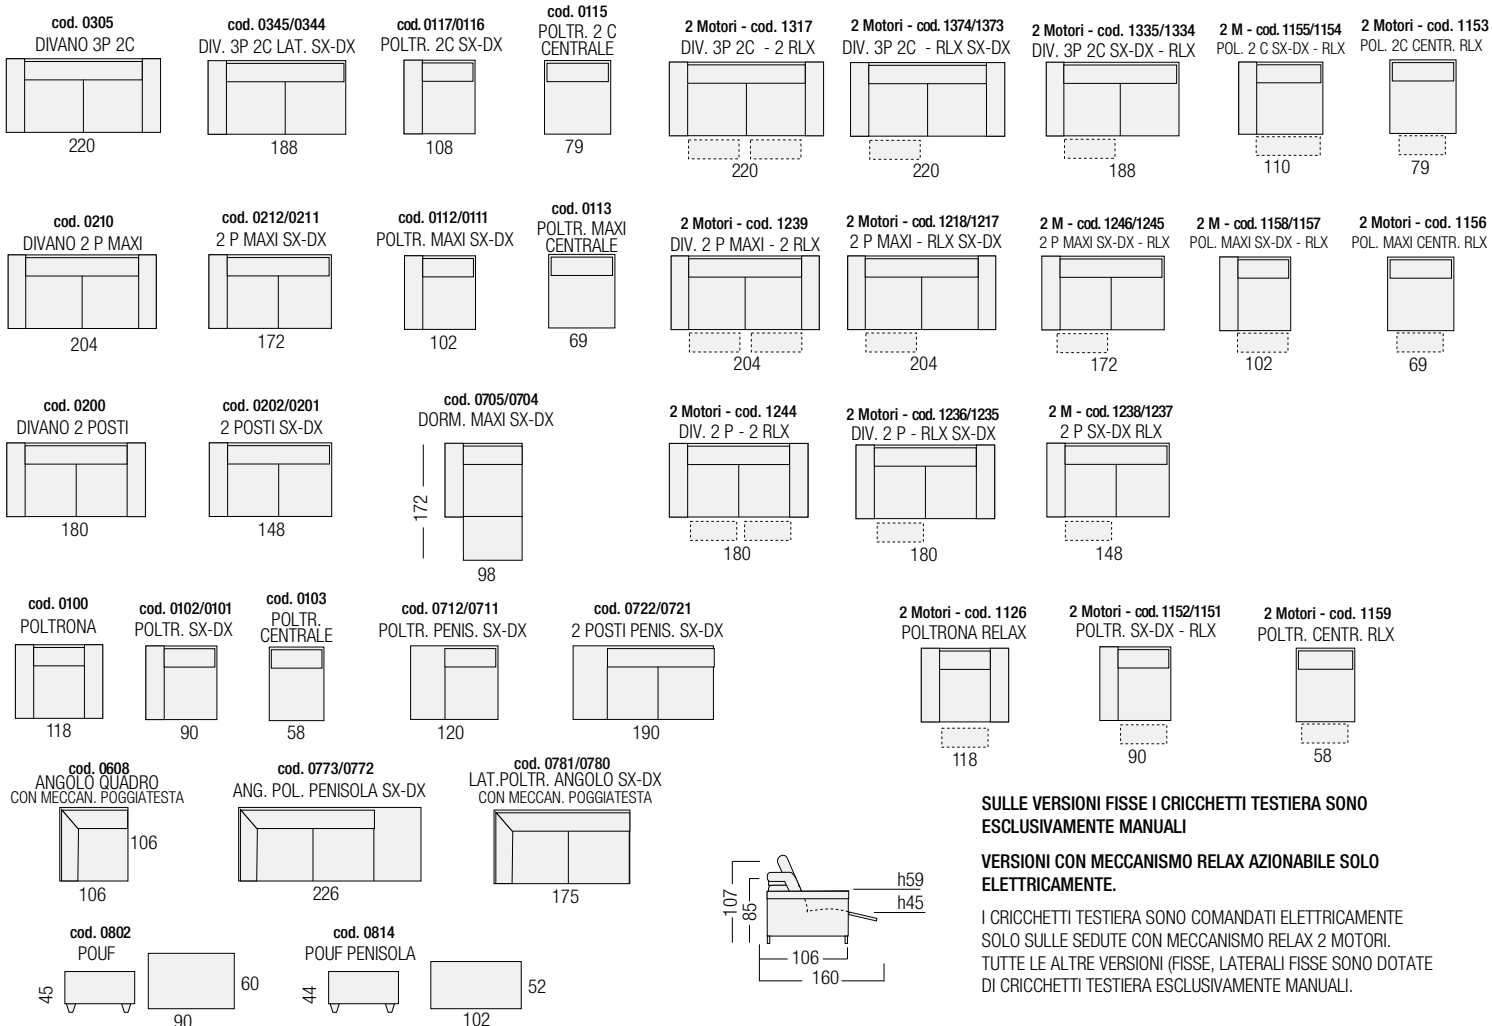 cod. 0305
DIVANO 3P 2C
220
cod. 0345/0344
DIV. 3P 2C LAT. SX-DX
188
cod. 0117/0116
POLTR. 2C SX-DX
108
cod. 0115
POLTR. 2 C
CENTRALE
79
2 Motori - cod. 1317
DIV. 3P 2C - 2 RLX
220
2 Motori - cod. 1374/1373
DIV. 3P 2C - RLX SX-DX
220
2 Motori - cod. 1335/1334
DIV. 3P 2C SX-DX - RLX
188
2 M - cod. 1155/1154
POL. 2 C SX-DX - RLX
110
2 Motori - cod. 1153
POL. 2C CENTR. RLX
79
cod. 0210
DIVANO 2 P MAXI
204
cod. 0212/0211
2 P MAXI SX-DX
172
cod. 0112/0111
POLTR. MAXI SX-DX
102
cod. 0113
POLTR. MAXI
CENTRALE
69
2 Motori - cod. 1239
DIV. 2 P MAXI - 2 RLX
204
2 Motori - cod. 1218/1217
2 P MAXI - RLX SX-DX
204
2 M - cod. 1246/1245
2 P MAXI SX-DX - RLX
172
2 M - cod. 1158/1157
POL. MAXI SX-DX - RLX
102
2 Motori - cod. 1156
POL. MAXI CENTR. RLX
69
cod. 0200
DIVANO 2 POSTI
180
cod. 0202/0201
2 POSTI SX-DX
148
cod. 0705/0704
DORM. MAXI SX-DX
172
98
2 Motori - cod. 1244
DIV. 2 P - 2 RLX
180
2 Motori - cod. 1236/1235
DIV. 2 P - RLX SX-DX
180
2 M - cod. 1238/1237
2 P SX-DX RLX
148
cod. 0100
POLTRONA
118
cod. 0102/0101
POLTR. SX-DX
90
cod. 0103
POLTR.
CENTRALE
58
cod. 0712/0711
POLTR. PENIS. SX-DX
120
cod. 0722/0721
2 POSTI PENIS. SX-DX
190
2 Motori - cod. 1126
POLTRONA RELAX
118
2 Motori - cod. 1152/1151
POLTR. SX-DX - RLX
90
2 Motori - cod. 1159
POLTR. CENTR. RLX
58
cod. 0608
ANGOLO QUADRO
CON MECCAN. POGGIATESTA
106
106
cod. 0773/0772
ANG. POL. PENISOLA SX-DX
226
cod. 0781/0780
LAT.POLTR. ANGOLO SX-DX
CON MECCAN. POGGIATESTA
175
cod. 0802
POUF
45
60
90
cod. 0814
POUF PENISOLA
44
52
102
107
85
h59
h45
106
160
SULLE VERSIONI FISSE I CRICCHETTI TESTIERA SONO
ESCLUSIVAMENTE MANUALI
VERSIONI CON MECCANISMO RELAX AZIONABILE SOLO
ELETTRICAMENTE.
I CRICCHETTI TESTIERA SONO COMANDATI ELETTRICAMENTE
SOLO SULLE SEDUTE CON MECCANISMO RELAX 2 MOTORI.
TUTTE LE ALTRE VERSIONI (FISSE, LATERALI FISSE SONO DOTATE
DI CRICCHETTI TESTIERA ESCLUSIVAMENTE MANUALI.